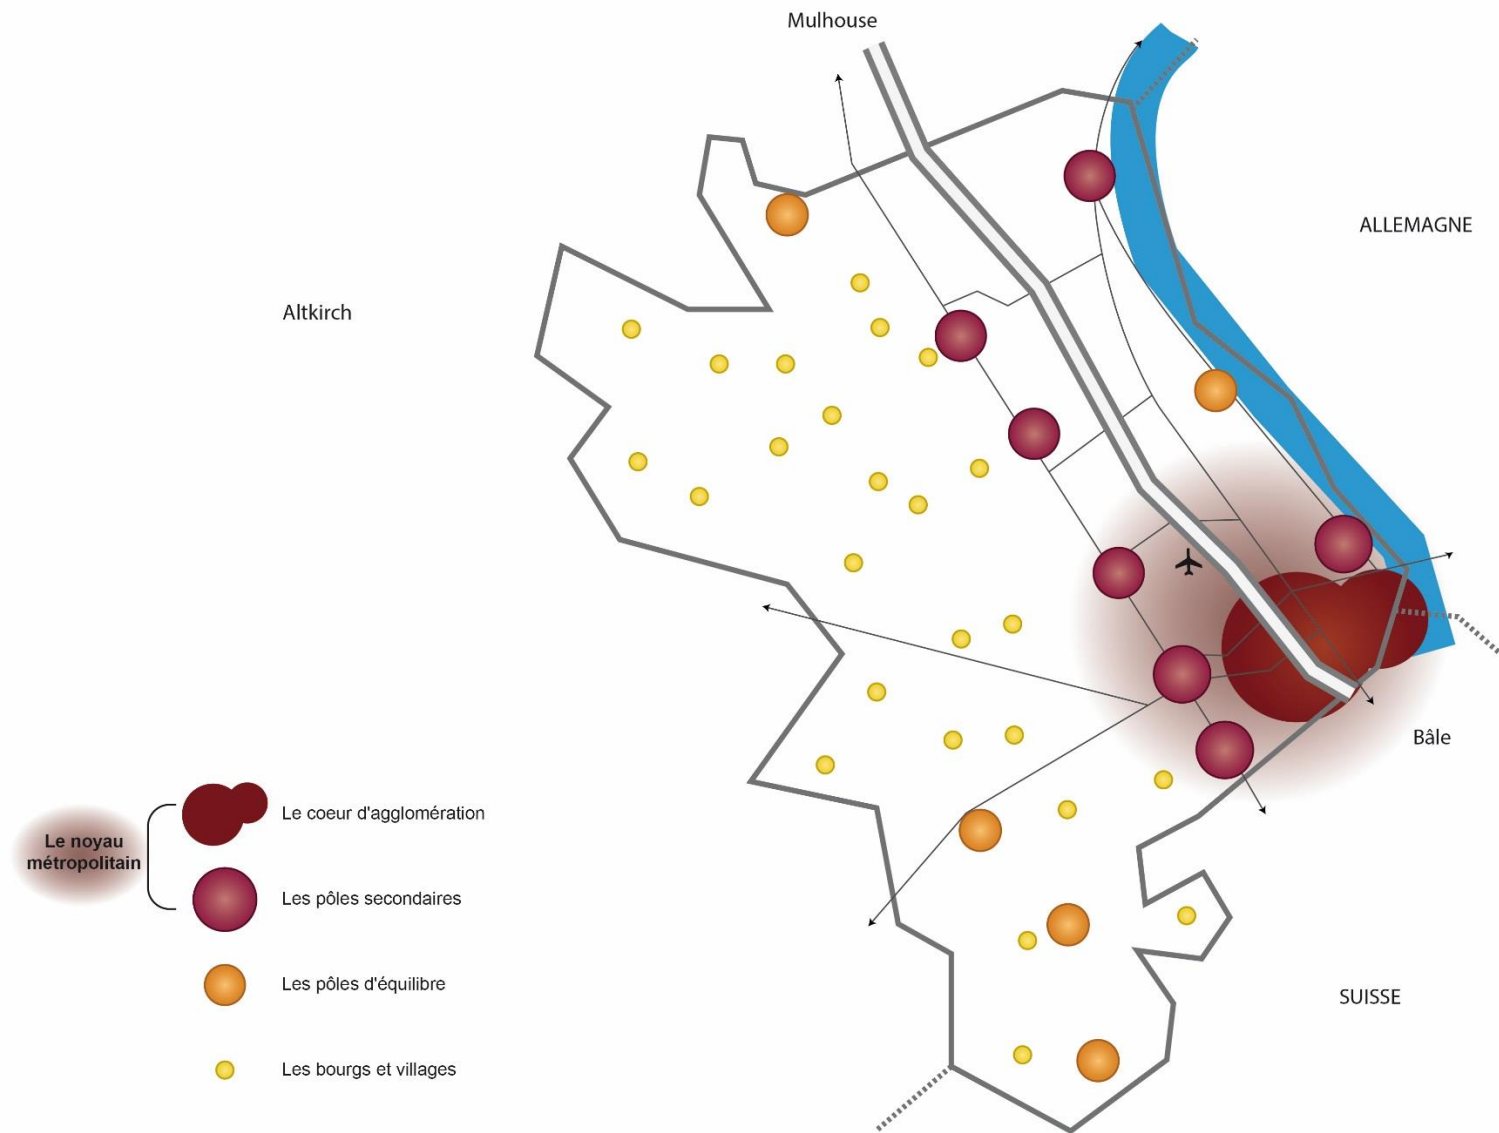 Mulhouse
ALLEMAGNE
Altkirch
Bâle
Le noyau
métropolitain
Le coeur d'agglomération
Les pôles secondaires
Les pôles d'équilibre
SUISSE
Les bourgs et villages